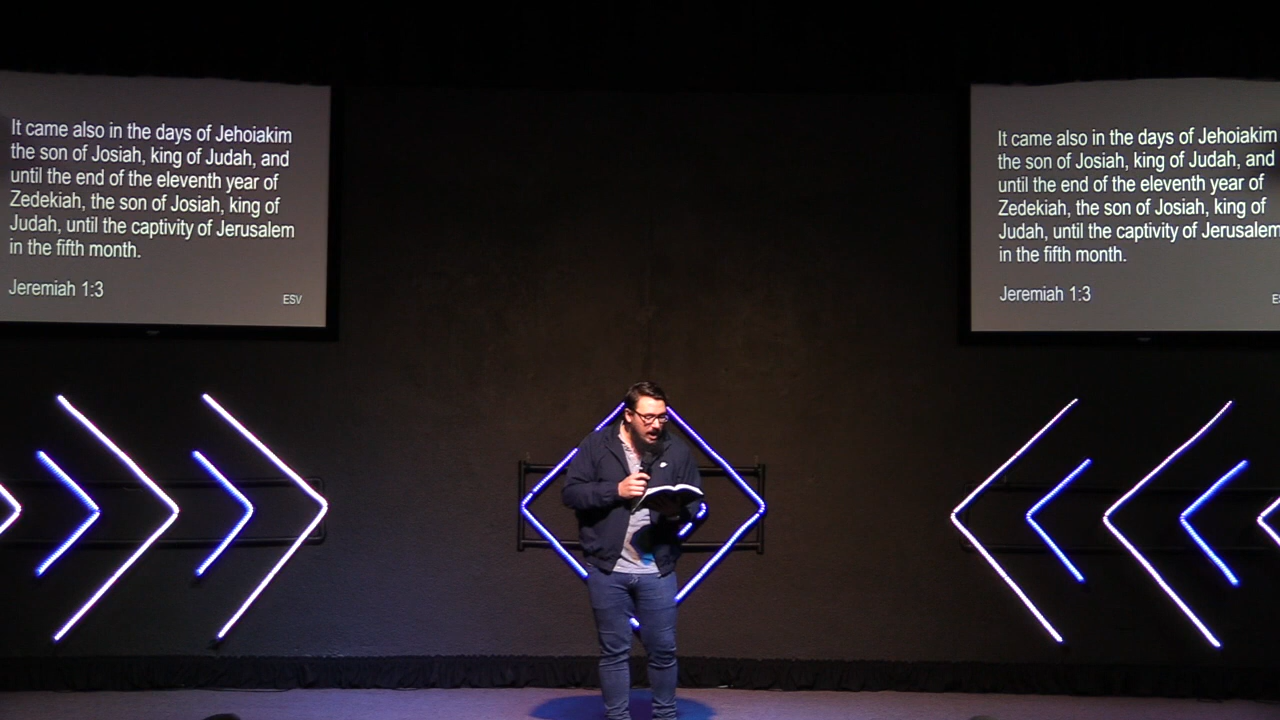 It came also in the days of Jehoiakim
the son of Josiah, king of Judah, and
until the end of the eleventh year of
Zedekiah, the son of Josiah, king of
Judah, until the captivity of Jerusalem
in the fifth month.
Jeremiah 1:3
ESV
It came also in the days of Jehoiakim
the son of Josiah, king of Judah, and
until the end of the eleventh year of
Zedekiah, the son of Josiah, king of
Judah, until the captivity of Jerusalem
in the fifth month.
Jeremiah 1:3